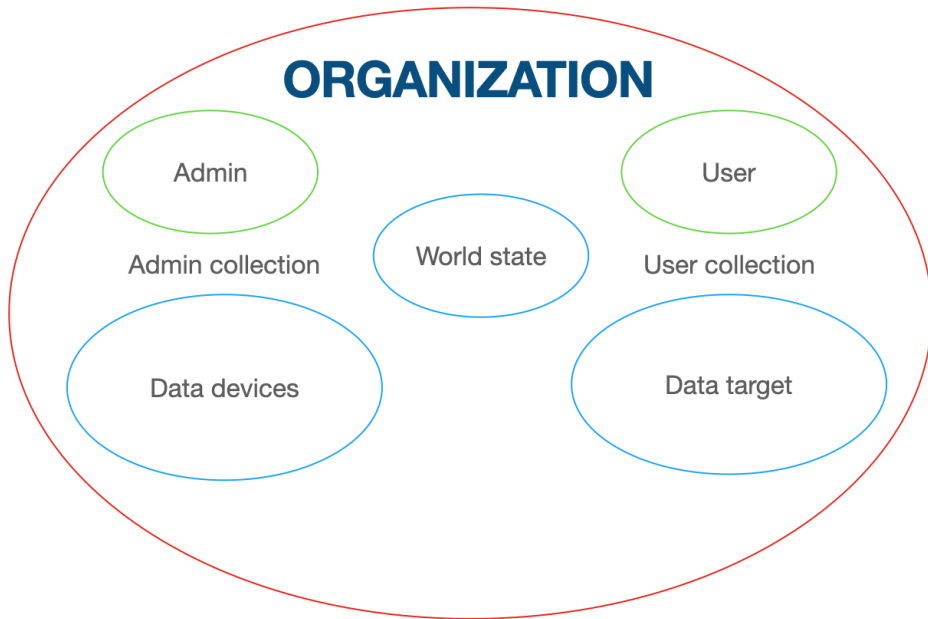 ORGANIZATION
Admin
User
World state
Admin collection
User collection
Data devices
Data target